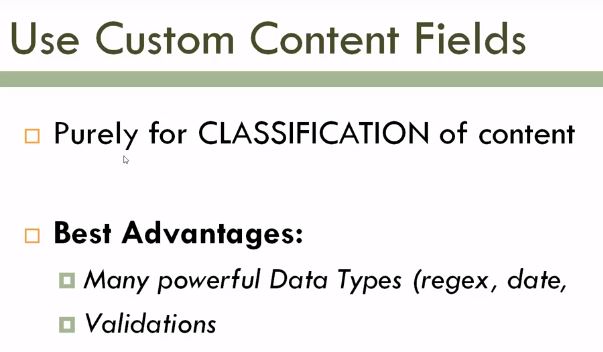 Use Custom Content Fields
Purely for CLASSIFICATION of content
Best Advantages:
Many powerful Data Types (regex, date,
Validations